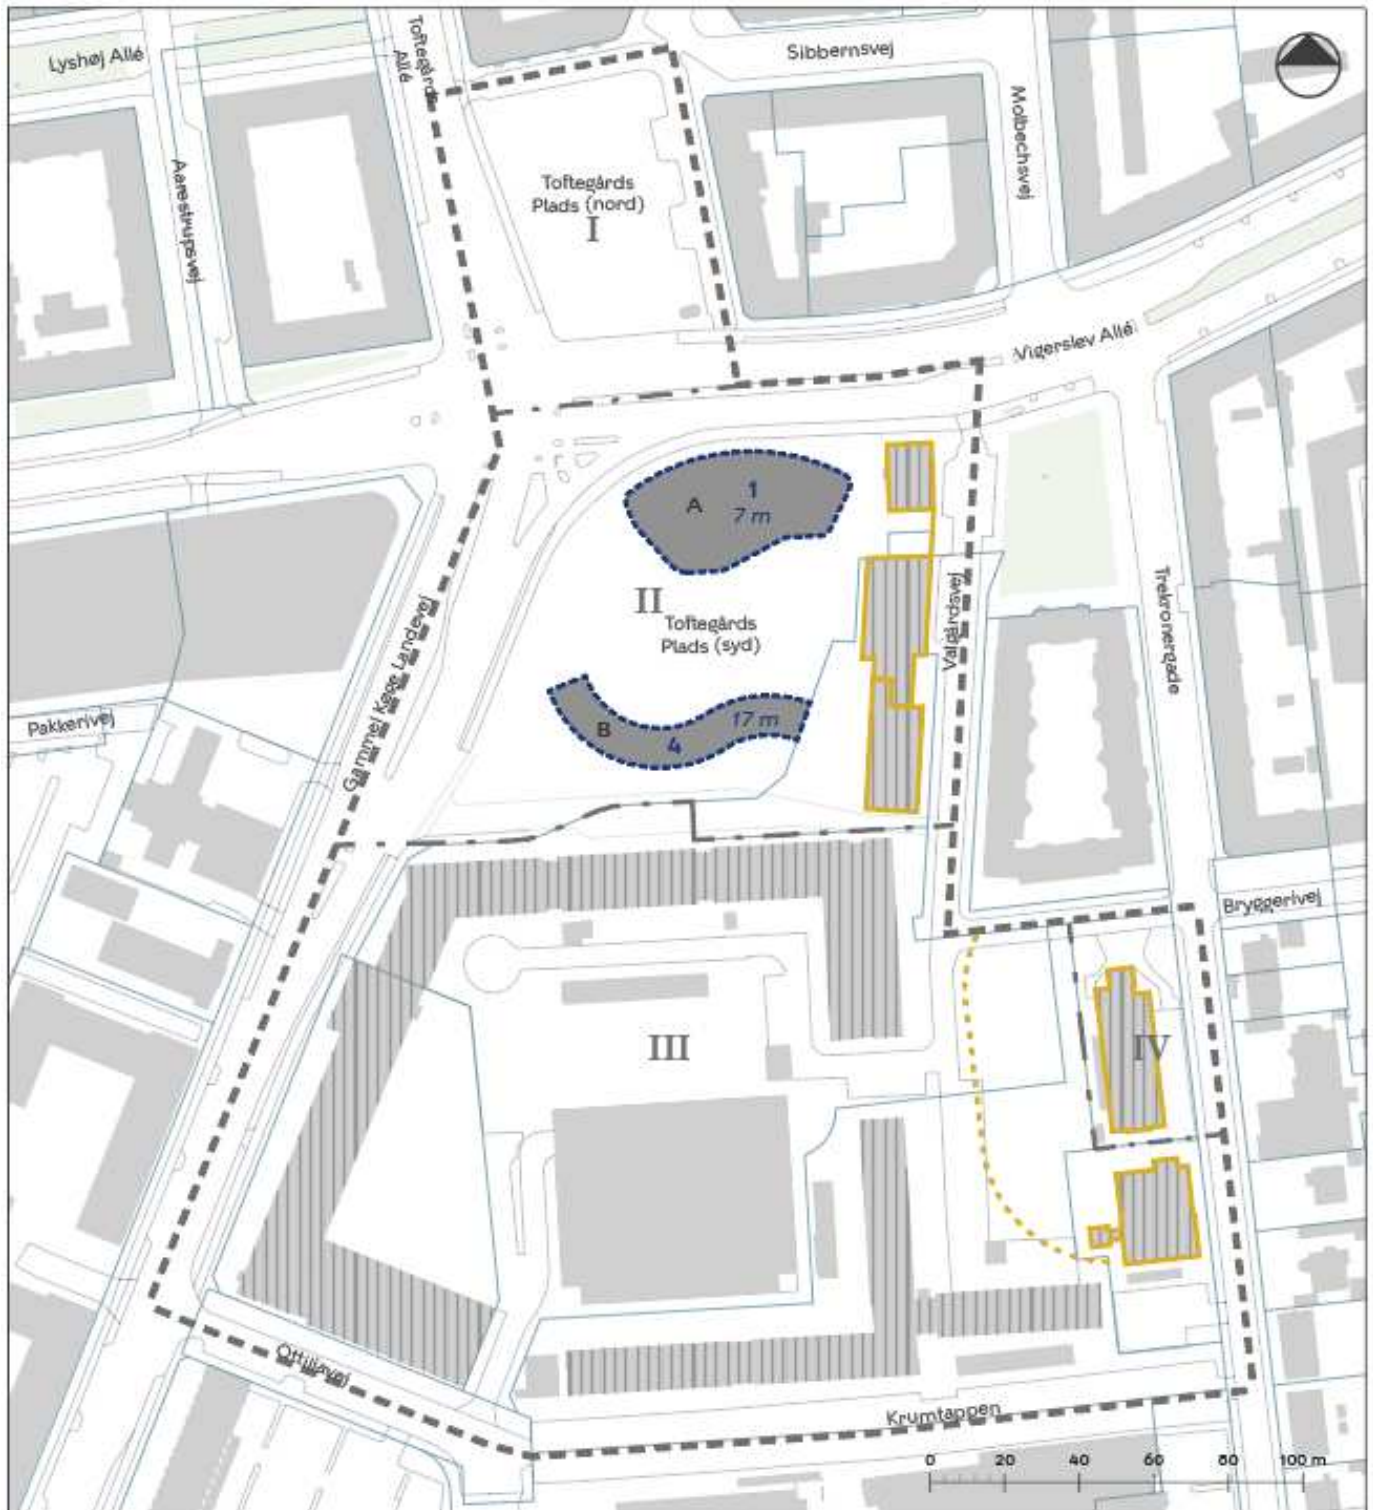 Lyshøj Allé
Toftegårds
Allé
Sibbernsvej
Molbechsvej
Aarestrupsvej
Toftegårds
Plads (nord)
I
Vigerslev Allé
A
1
7 m
II
Toftegårds
Plads (syd)
Valgårdsvej
Trekronergade
Gammel Køge Landevej
Pakkerivej
B
4
17 m
Bryggerivej
III
IV
Ottiliavej
Krumtappen
0 20 40 60 80 100 m